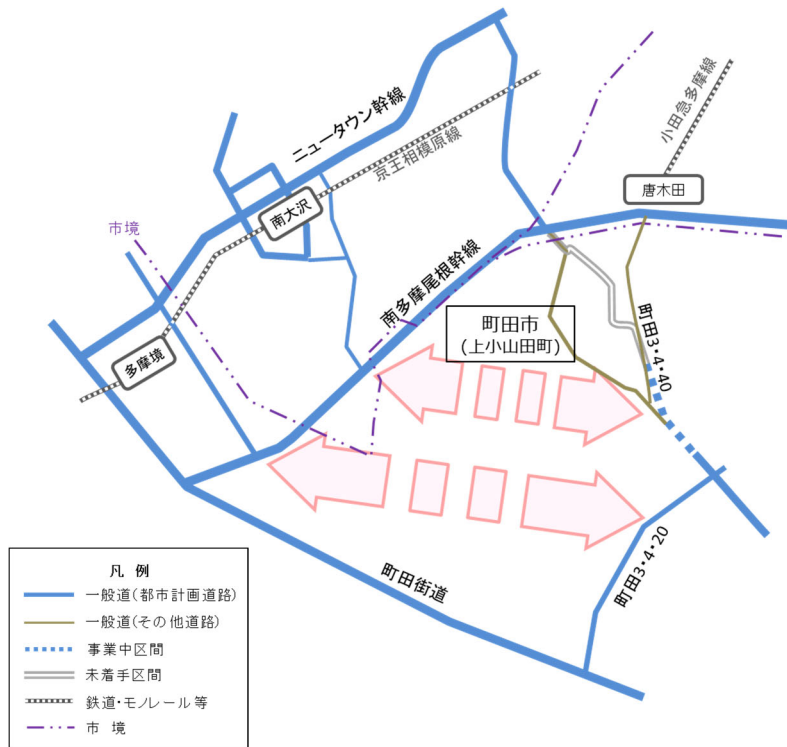 ニュータウン幹線
京王相模原線
小田急多摩線
唐木田
南大沢
市境
南多摩尾根幹線
町田市
(上小山田町)
町田3・4・40
多摩境
町田3・4・20
町田街道
凡例
一般道(都市計画道路)
一般道(その他道路)
事業中区間
未着手区間
鉄道・モノレール等
市 境